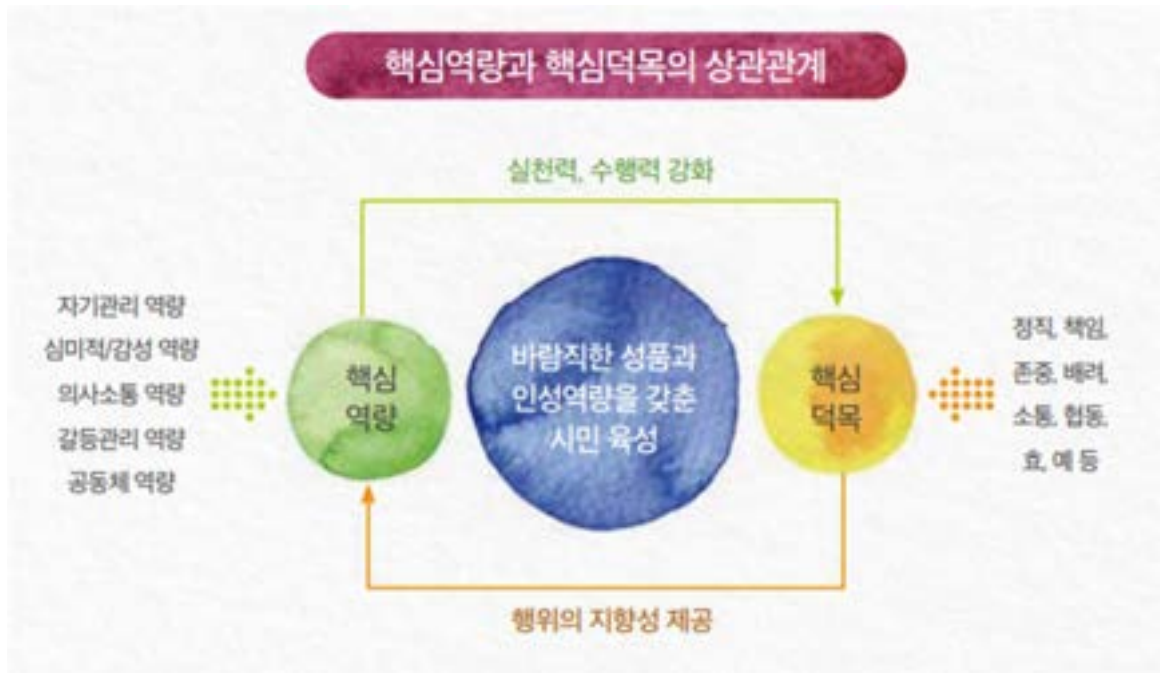 핵심역량과 핵심덕목의 상관관계
실천력, 수행력 강화
자기관리 역량
심미적/감성 역량
의사소통 역량
갈등관리 역량
공동체 역량
핵심
역량
바람직한 성품과
인성역량을 갖춘
시민 육성
핵심
덕목
정직, 책임,
존중, 배려,
소통, 협동,
효, 예 등
행위의 지향성 제공